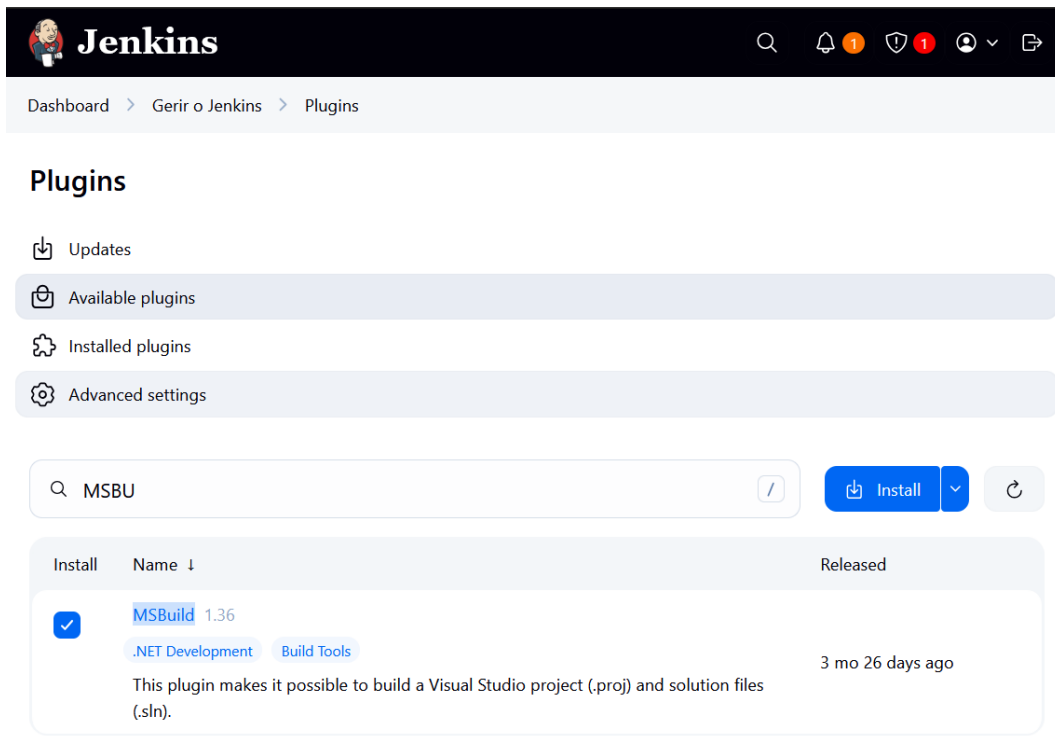 Jenkins
1
1
Dashboard > Gerir o Jenkins > Plugins
Plugins
Updates
Available plugins
Installed plugins
Advanced settings
MSBU
/
Install
Install Name ↓ Released
MSBuild 1.36
.NET Development Build Tools
3 mo 26 days ago
This plugin makes it possible to build a Visual Studio project (.proj) and solution files
(.sln).